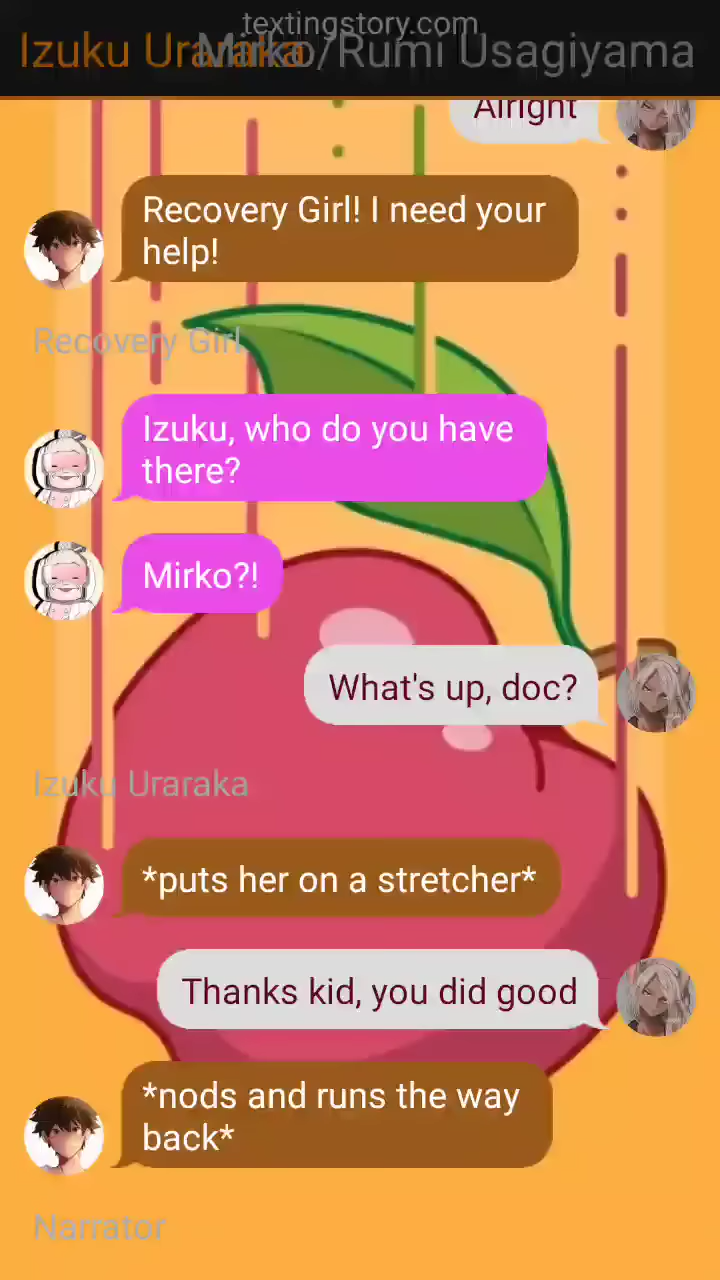 textingstory.com
Izuku Uraraka
Mirko/Rumi Usagiyama
Alright
Recovery Girl! I need your
help!
Recovery Girl
Izuku, who do you have
there?
Mirko?!
What's up, doc?
Izuku Uraraka
*puts her on a stretcher*
Thanks kid, you did good
*nods and runs the way
back*
Narrator